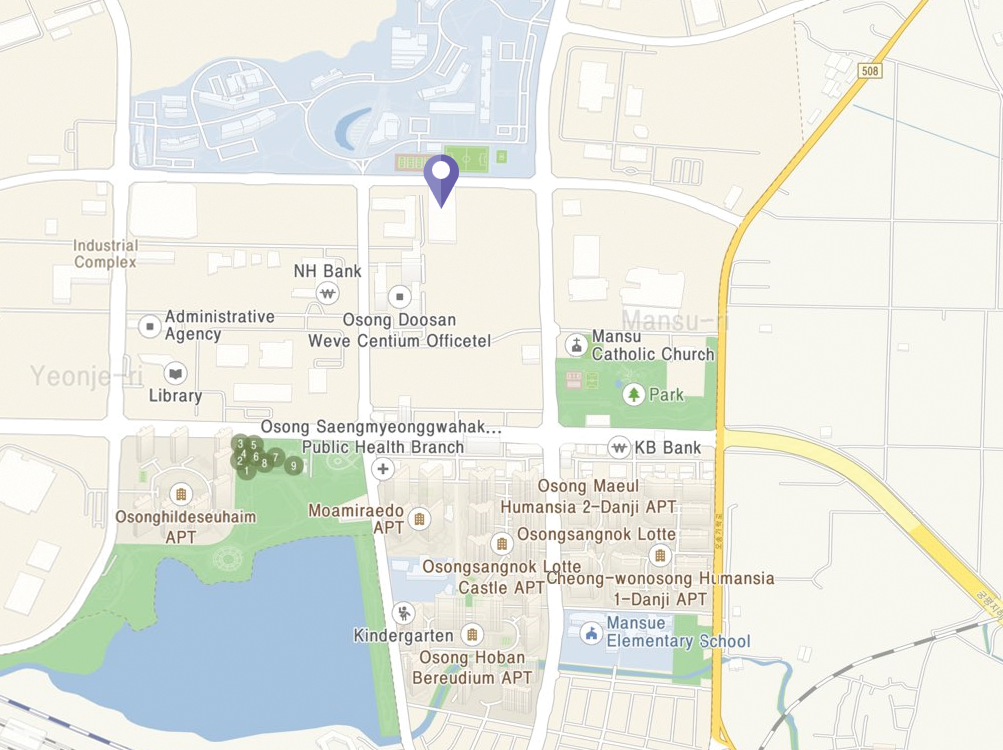 508
Industrial
Complex
NH Bank
Administrative
Agency
Osong Doosan
Weve Centium Officetel
Mansu-ri
Mansu
Catholic Church
Yeonje-ri
Library
Park
Osong Saengmyeonggwahak...
Public Health Branch
KB Bank
3 5
4 6 7
2 8 9
1
Osong Maeul
Humansia 2-Danji APT
Osonghildeseuhaim
APT
Moamiraedo
APT
Osongsangnok Lotte
Osongsangnok Lotte
Castle APT
Cheong-wonosong Humansia
1-Danji APT
Kindergarten
Mansue
Elementary School
Osong Hoban
Bereudium APT